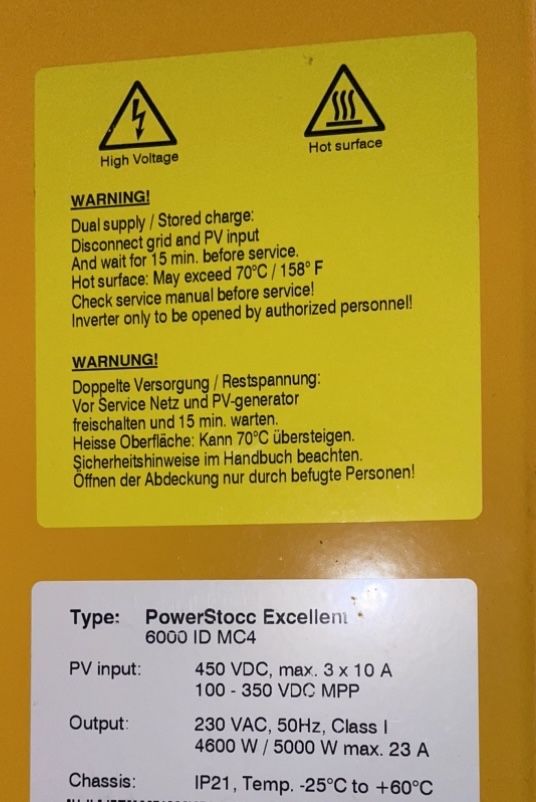 High Voltage
Hot surface
WARNING!
Dual supply / Stored charge:
Disconnect grid and PV input
And wait for 15 min. before service.
Hot surface: May exceed 70°C / 158° F
Check service manual before service!
Inverter only to be opened by authorized personnel!
WARNUNG!
Doppelte Versorgung / Restspannung:
Vor Service Netz und PV-generator
freischalten und 15 min. warten.
Heisse Oberfläche: Kann 70°C übersteigen.
Sicherheitshinweise im Handbuch beachten.
Öffnen der Abdeckung nur durch befugte Personen!
Type: PowerStocc Excellent
6000 ID MC4
PV input: 450 VDC, max. 3 x 10 A
100 - 350 VDC MPP
Output: 230 VAC, 50Hz, Class I
4600 W / 5000 W max. 23 A
Chassis: IP21, Temp. -25°C to +60°C